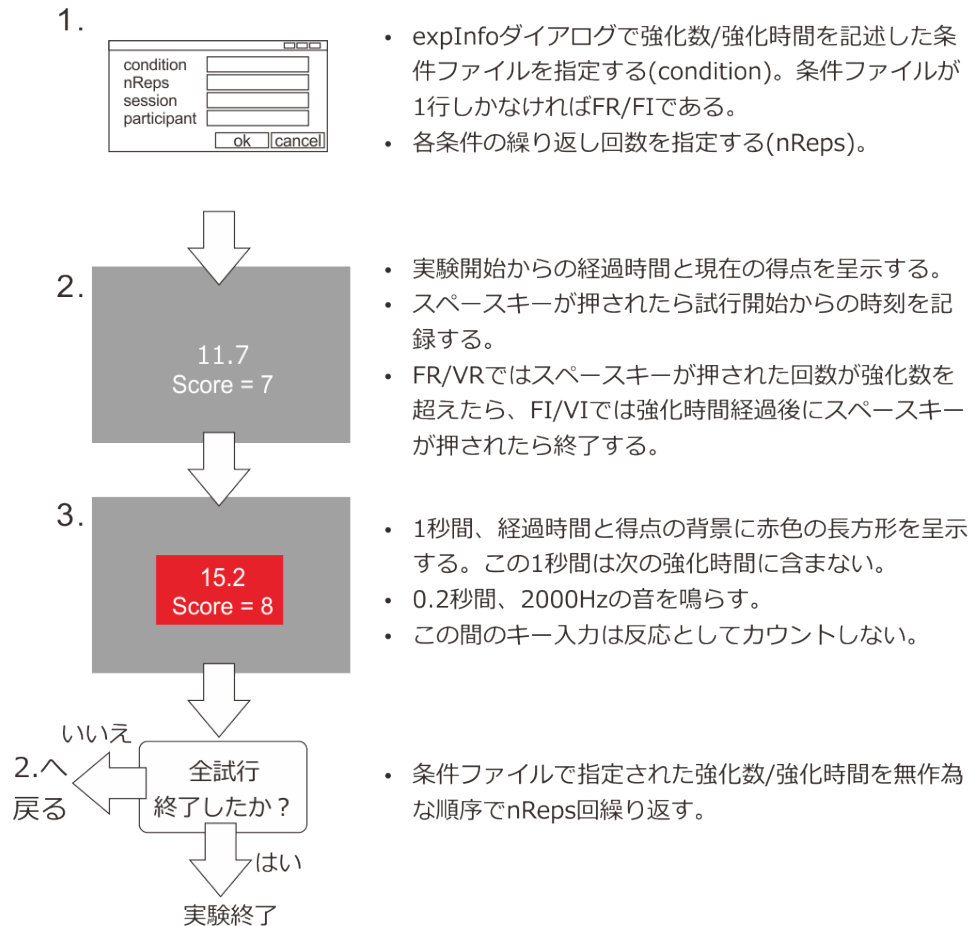 1.
condition
nReps
session
participant
ok cancel
• expInfoダイアログで強化数/強化時間を記述した条
件ファイルを指定する(condition)。条件ファイルが
1行しかなければFR/FIである。
• 各条件の繰り返し回数を指定する(nReps)。
2.
11.7
Score = 7
• 実験開始からの経過時間と現在の得点を呈示する。
• スペースキーが押されたら試行開始からの時刻を記
録する。
• FR/VRではスペースキーが押された回数が強化数を
超えたら、FI/VIでは強化時間経過後にスペースキー
が押されたら終了する。
3.
15.2
Score = 8
• 1秒間、経過時間と得点の背景に赤色の長方形を呈示
する。この1秒間は次の強化時間に含まない。
• 0.2秒間、2000Hzの音を鳴らす。
• この間のキー入力は反応としてカウントしない。
いいえ
2.へ
戻る
全試行
終了したか？
• 条件ファイルで指定された強化数/強化時間を無作為
な順序でnReps回繰り返す。
はい
実験終了